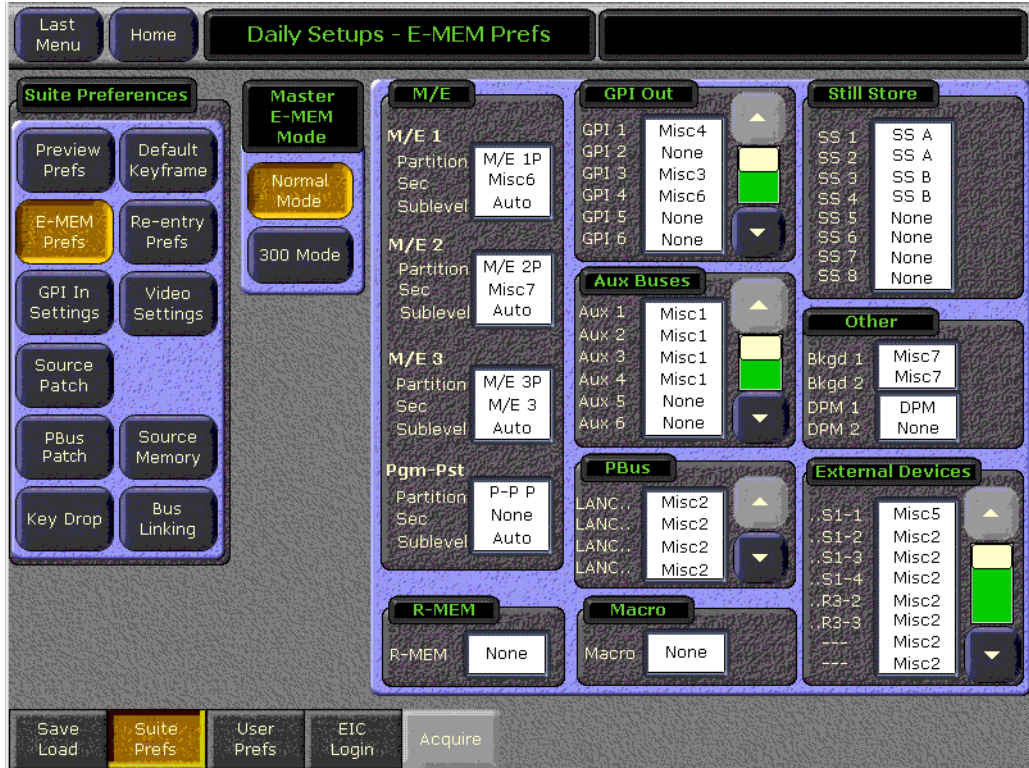 Last
Menu
Home
Daily Setups - E-MEM Prefs
Suite Preferences
Preview
Prefs
Default
Keyframe
E-MEM
Prefs
Re-entry
Prefs
GPI In
Settings
Video
Settings
Source
Patch
PBus
Patch
Source
Memory
Key Drop
Bus
Linking
Master
E-MEM
Mode
Normal
Mode
300 Mode
M/E
M/E 1
Partition M/E 1P
Sec Misc6
Sublevel Auto
M/E 2
Partition M/E 2P
Sec Misc7
Sublevel Auto
M/E 3
Partition M/E 3P
Sec M/E 3
Sublevel Auto
Pgm-Pst
Partition P-P P
Sec None
Sublevel Auto
R-MEM
R-MEM None
GPI Out
GPI 1 Misc4
GPI 2 None
GPI 3 Misc3
GPI 4 Misc6
GPI 5 None
GPI 6 None
Aux Buses
Aux 1 Misc1
Aux 2 Misc1
Aux 3 Misc1
Aux 4 Misc1
Aux 5 None
Aux 6 None
PBus
LANC.. Misc2
LANC.. Misc2
LANC.. Misc2
LANC.. Misc2
Macro
Macro None
Still Store
SS 1 SS A
SS 2 SS A
SS 3 SS B
SS 4 SS B
SS 5 None
SS 6 None
SS 7 None
SS 8 None
Other
Bkgd 1 Misc7
Bkgd 2 Misc7
DPM 1 DPM
DPM 2 None
External Devices
..S1-1 Misc5
..S1-2 Misc2
..S1-3 Misc2
..S1-4 Misc2
..R3-2 Misc2
..R3-3 Misc2
--- Misc2
--- Misc2
Save
Load
Suite
Prefs
User
Prefs
EIC
Login
Acquire